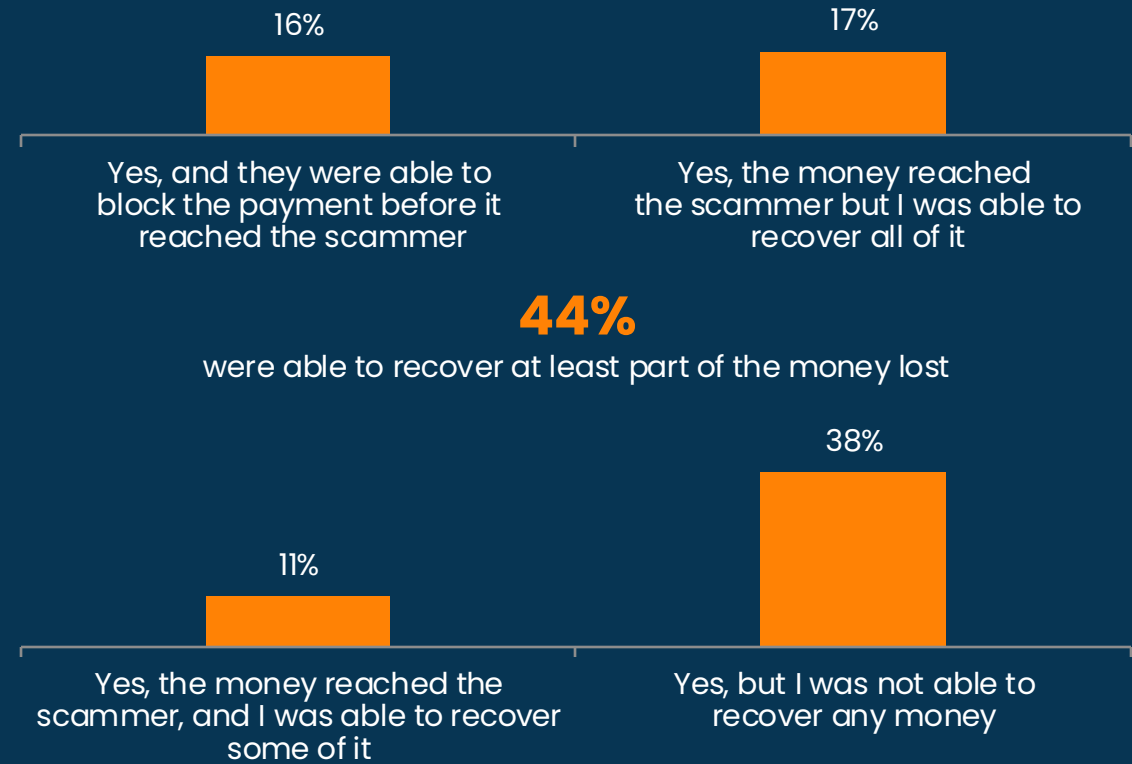 16%
17%
Yes, and they were able to
block the payment before it
reached the scammer
Yes, the money reached
the scammer but I was able to
recover all of it
44%
were able to recover at least part of the money lost
11%
38%
Yes, the money reached the
scammer, and I was able to recover
some of it
Yes, but I was not able to
recover any money